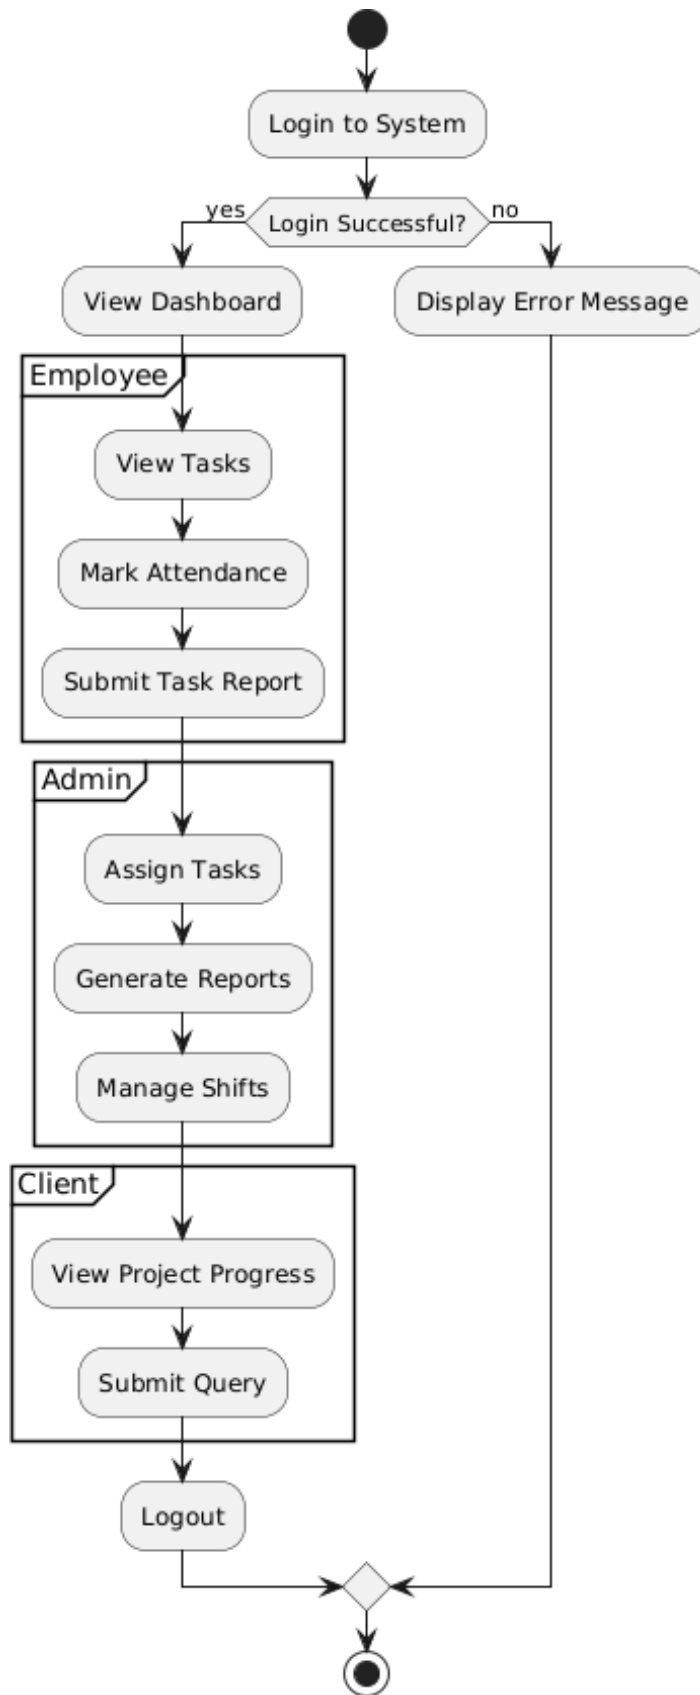 Login to System
yes
Login Successful?
no
View Dashboard
Display Error Message
Employee
View Tasks
Mark Attendance
Submit Task Report
Admin
Assign Tasks
Generate Reports
Manage Shifts
Client
View Project Progress
Submit Query
Logout